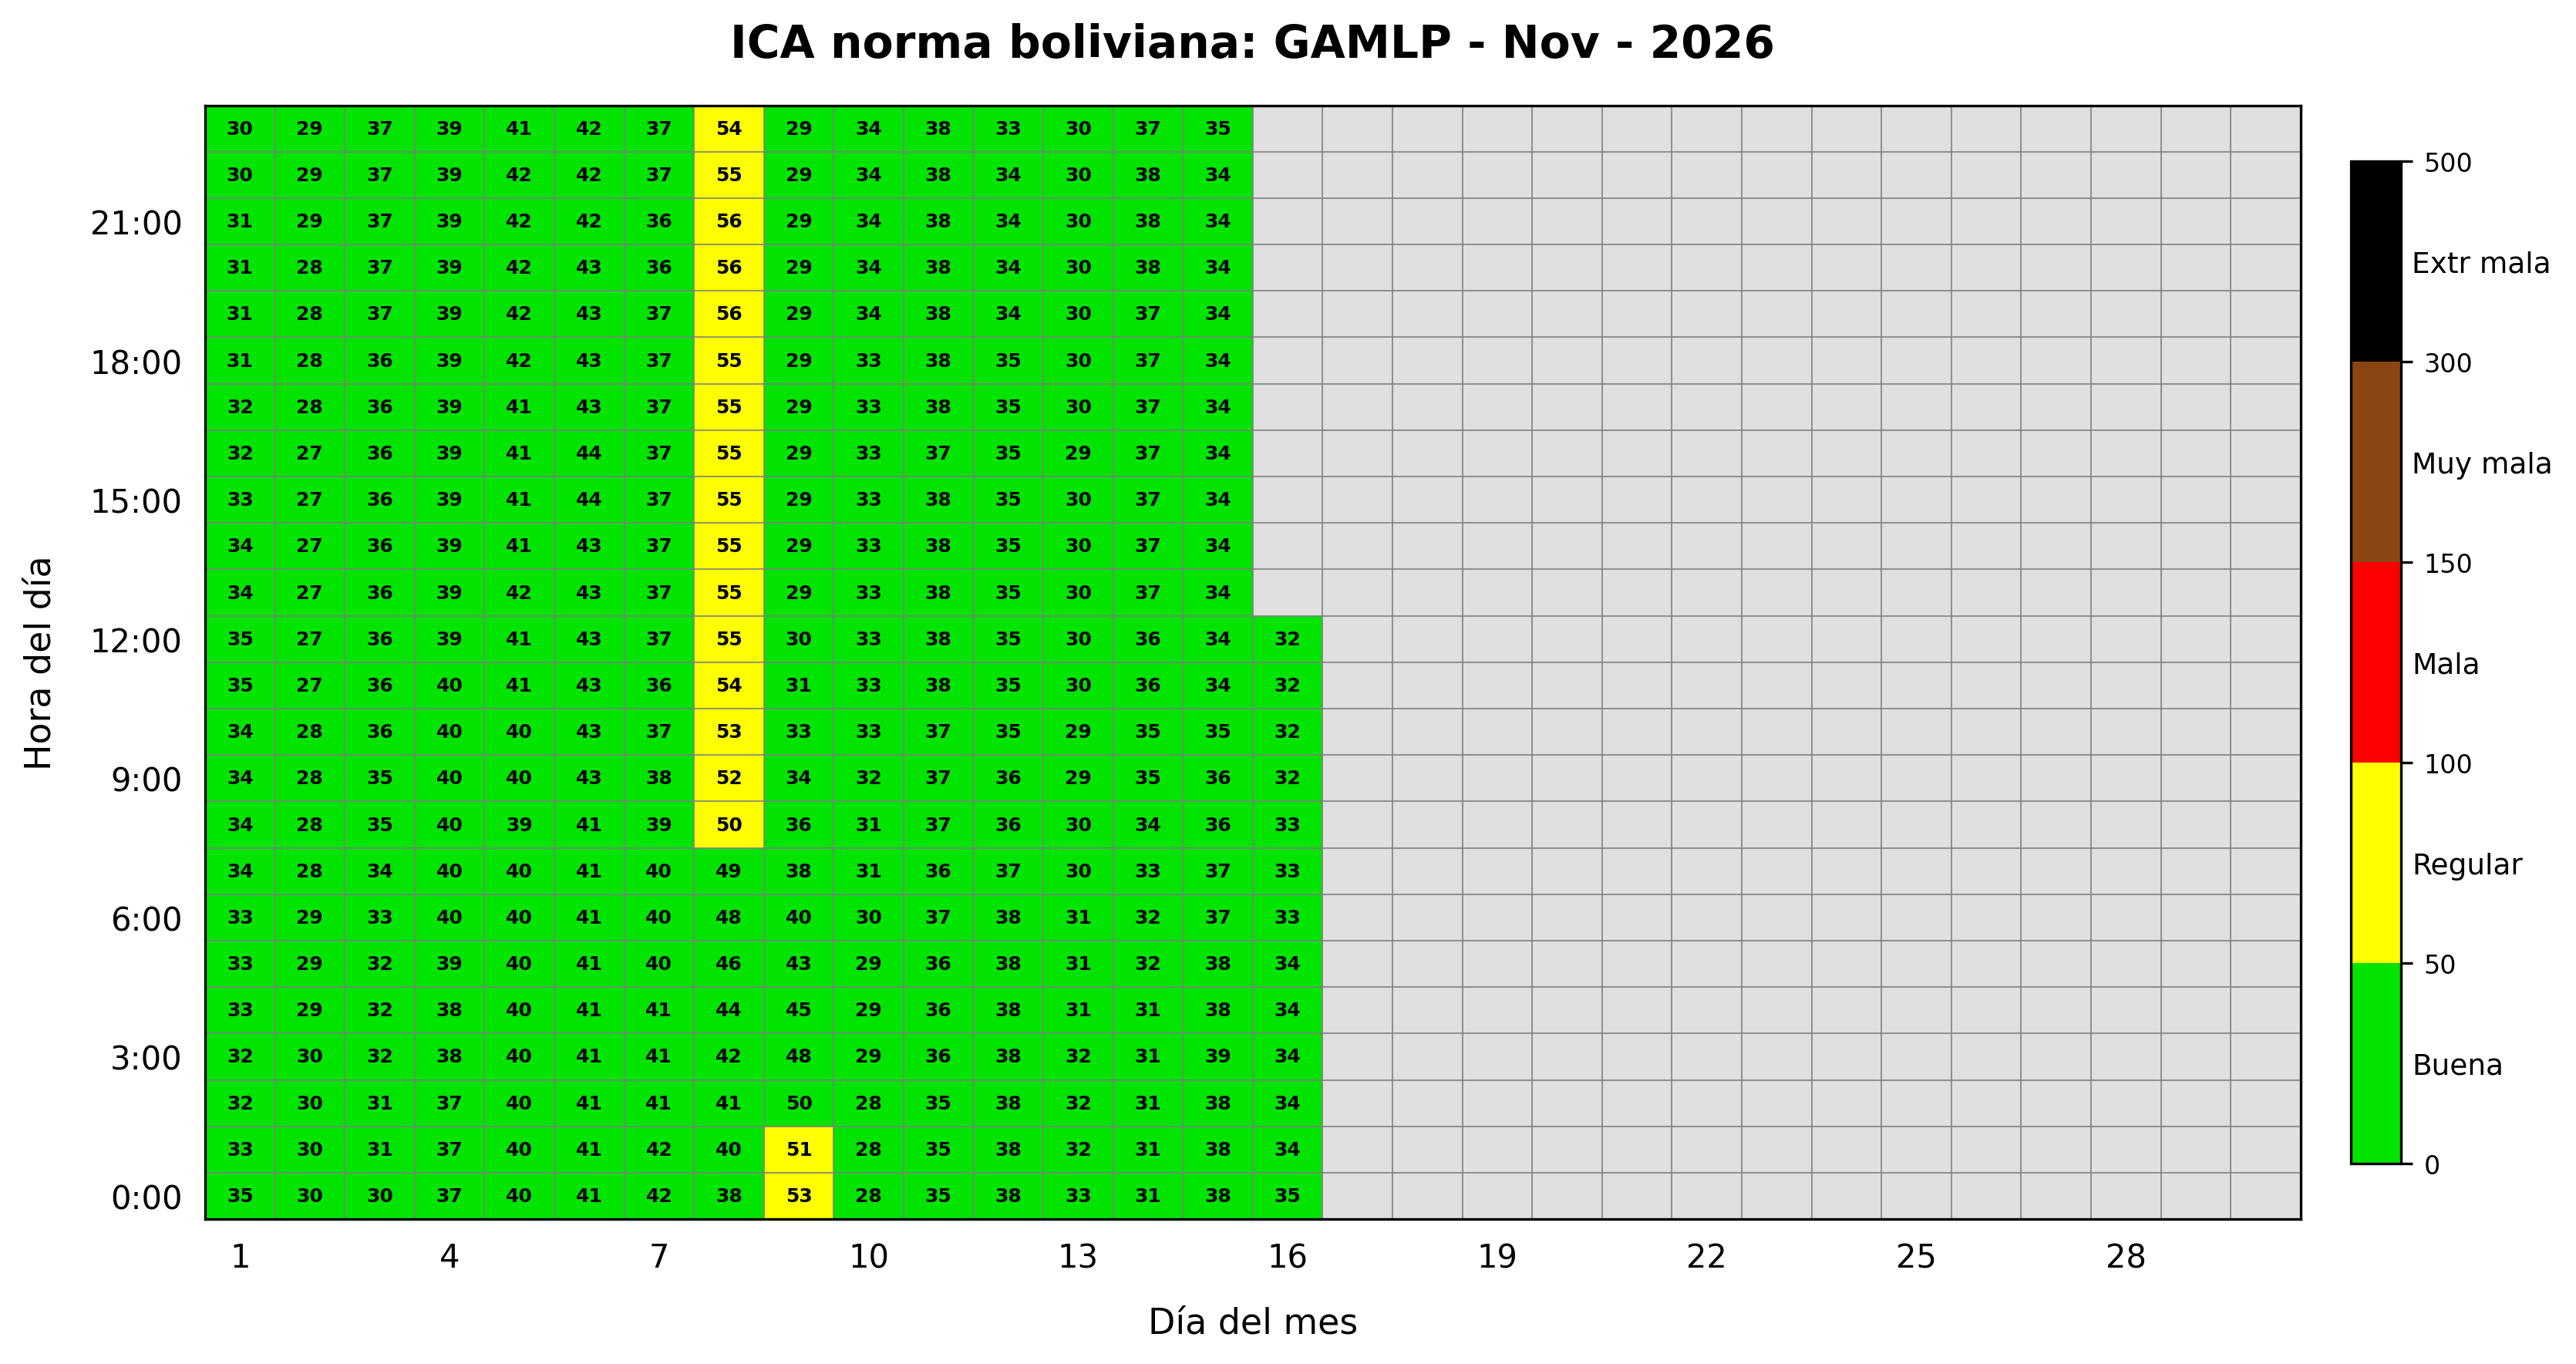 ICA norma boliviana: GAMLP - Nov - 2026
30 29 37 39 41 42 37 54 29 34 38 33 30 37 35
30 29 37 39 42 42 37 55 29 34 38 34 30 38 34
21:00 31 29 37 39 42 42 36 56 29 34 38 34 30 38 34
31 28 37 39 42 43 36 56 29 34 38 34 30 38 34
31 28 37 39 42 43 37 56 29 34 38 34 30 37 34
18:00 31 28 36 39 42 43 37 55 29 33 38 35 30 37 34
32 28 36 39 41 43 37 55 29 33 38 35 30 37 34
32 27 36 39 41 44 37 55 29 33 37 35 29 37 34
15:00 33 27 36 39 41 44 37 55 29 33 38 35 30 37 34
34 27 36 39 41 43 37 55 29 33 38 35 30 37 34
34 27 36 39 42 43 37 55 29 33 38 35 30 37 34
12:00 35 27 36 39 41 43 37 55 30 33 38 35 30 36 34 32
35 27 36 40 41 43 36 54 31 33 38 35 30 36 34 32
34 28 36 40 40 43 37 53 33 33 37 35 29 35 35 32
9:00 34 28 35 40 40 43 38 52 34 32 37 36 29 35 36 32
34 28 35 40 39 41 39 50 36 31 37 36 30 34 36 33
34 28 34 40 40 41 40 49 38 31 36 37 30 33 37 33
6:00 33 29 33 40 40 41 40 48 40 30 37 38 31 32 37 33
33 29 32 39 40 41 40 46 43 29 36 38 31 32 38 34
33 29 32 38 40 41 41 44 45 29 36 38 31 31 38 34
3:00 32 30 32 38 40 41 41 42 48 29 36 38 32 31 39 34
32 30 31 37 40 41 41 41 50 28 35 38 32 31 38 34
33 30 31 37 40 41 42 40 51 28 35 38 32 31 38 34
0:00 35 30 30 37 40 41 42 38 53 28 35 38 33 31 38 35
1 4 7 10 13 16 19 22 25 28
Día del mes
Hora del día
500
Extr mala
300
Muy mala
150
Mala
100
Regular
50
Buena
0